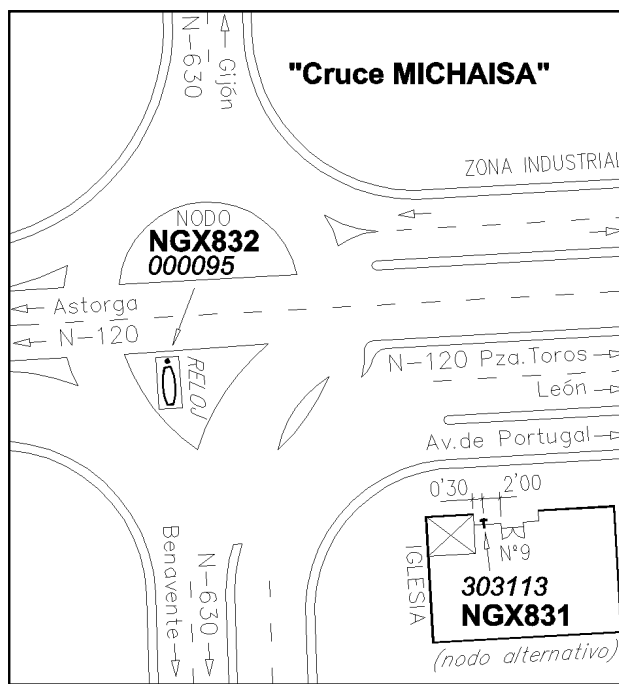 N-630
Gijón
"Cruce MICHAISA"
ZONA INDUSTRIAL
NODO
NGX832
000095
Astorga
N-120
RELOJ
N-120 Pza.Toros
León
Av.de Portugal
0'30
2'00
Nº9
IGLESIA
303113
NGX831
(nodo alternativo)
Benavente
N-630